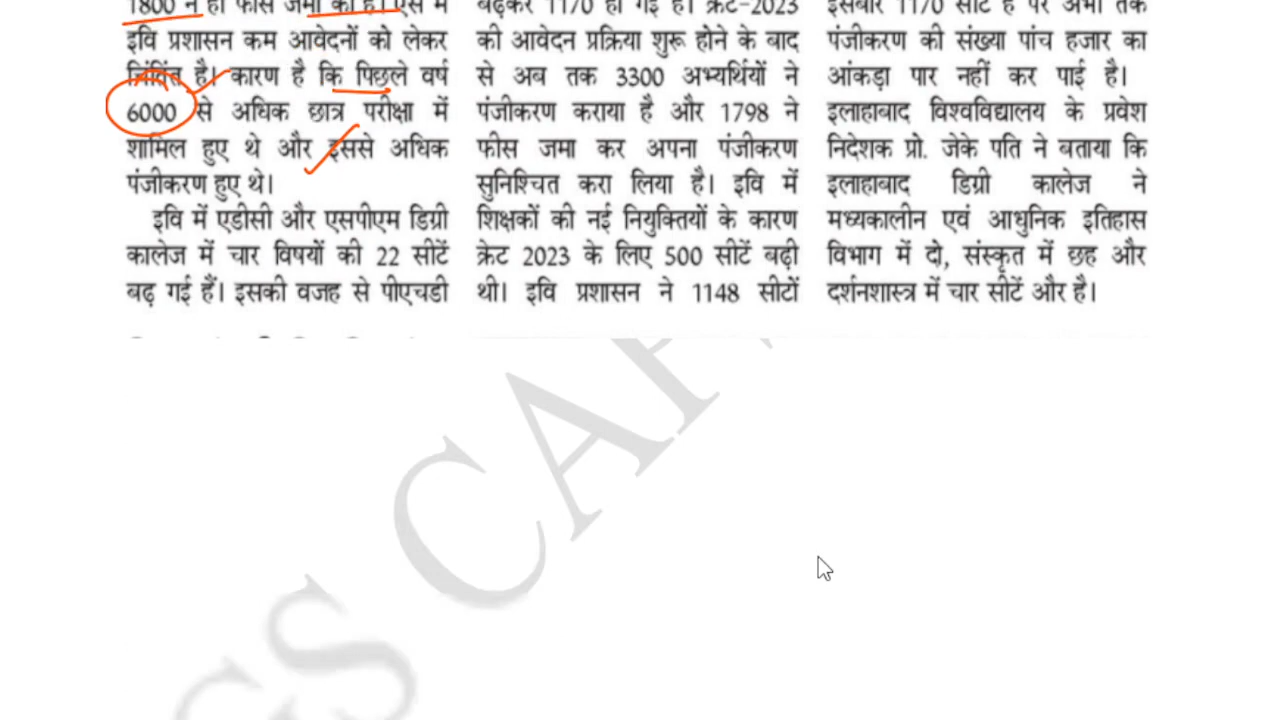 1800 ने ही फीस जमा की है। ऐसे में
इवि प्रशासन कम आवेदनों को लेकर
चिंतित है। कारण है कि पिछले वर्ष
6000 से अधिक छात्र परीक्षा में
शामिल हुए थे और इससे अधिक
पंजीकरण हुए थे।
इवि में एडीसी और एसपीएम डिग्री
कालेज में चार विषयों की 22 सीटें
बढ़ गई हैं। इसकी वजह से पीएचडी
बढ़कर 1170 हो गई है। क्रेट-2023
की आवेदन प्रक्रिया शुरू होने के बाद
से अब तक 3300 अभ्यर्थियों ने
पंजीकरण कराया है और 1798 ने
फीस जमा कर अपना पंजीकरण
सुनिश्चित करा लिया है। इवि में
शिक्षकों की नई नियुक्तियों के कारण
क्रेट 2023 के लिए 500 सीटें बढ़ी
थी। इवि प्रशासन ने 1148 सीटों
इसबार 1170 सीटें है पर अभी तक
पंजीकरण की संख्या पांच हजार का
आंकड़ा पार नहीं कर पाई है।
इलाहाबाद विश्वविद्यालय के प्रवेश
निदेशक प्रो. जेके पति ने बताया कि
इलाहाबाद डिग्री कालेज ने
मध्यकालीन एवं आधुनिक इतिहास
विभाग में दो, संस्कृत में छह और
दर्शनशास्त्र में चार सीटें और है।